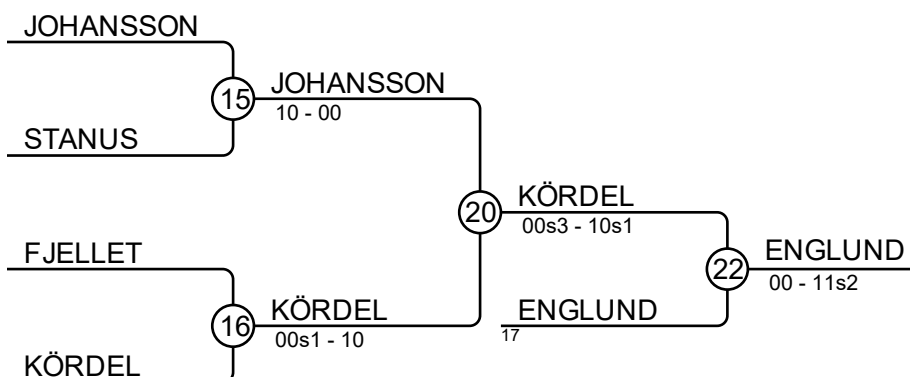 JOHANSSON
15
JOHANSSON
10 - 00
STANUS
20
KÖRDEL
00s3 - 10s1
FJELLET
22
ENGLUND
00 - 11s2
16
KÖRDEL
00s1 - 10
ENGLUND
17
KÖRDEL